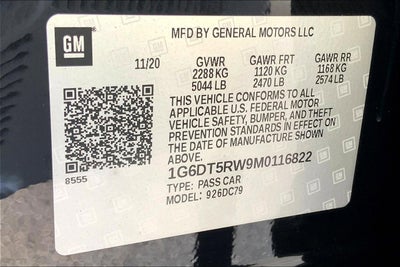 GM
MFD BY GENERAL MOTORS LLC
11/20 GVWR GAWR FRT GAWR RR
2288 KG 1120 KG 1168 KG
5044 LB 2470 LB 2574 LB
THIS VEHICLE CONFORMS TO ALL
APPLICABLE U.S. FEDERAL MOTOR
VEHICLE SAFETY, BUMPER, AND THEFT
PREVENTION STANDARDS IN EFFECT ON
THE DATE OF MANUFACTURE SHOWN
ABOVE.
8555
1G6DT5RW9M0116822
TYPE: PASS CAR
MODEL: 926DC79